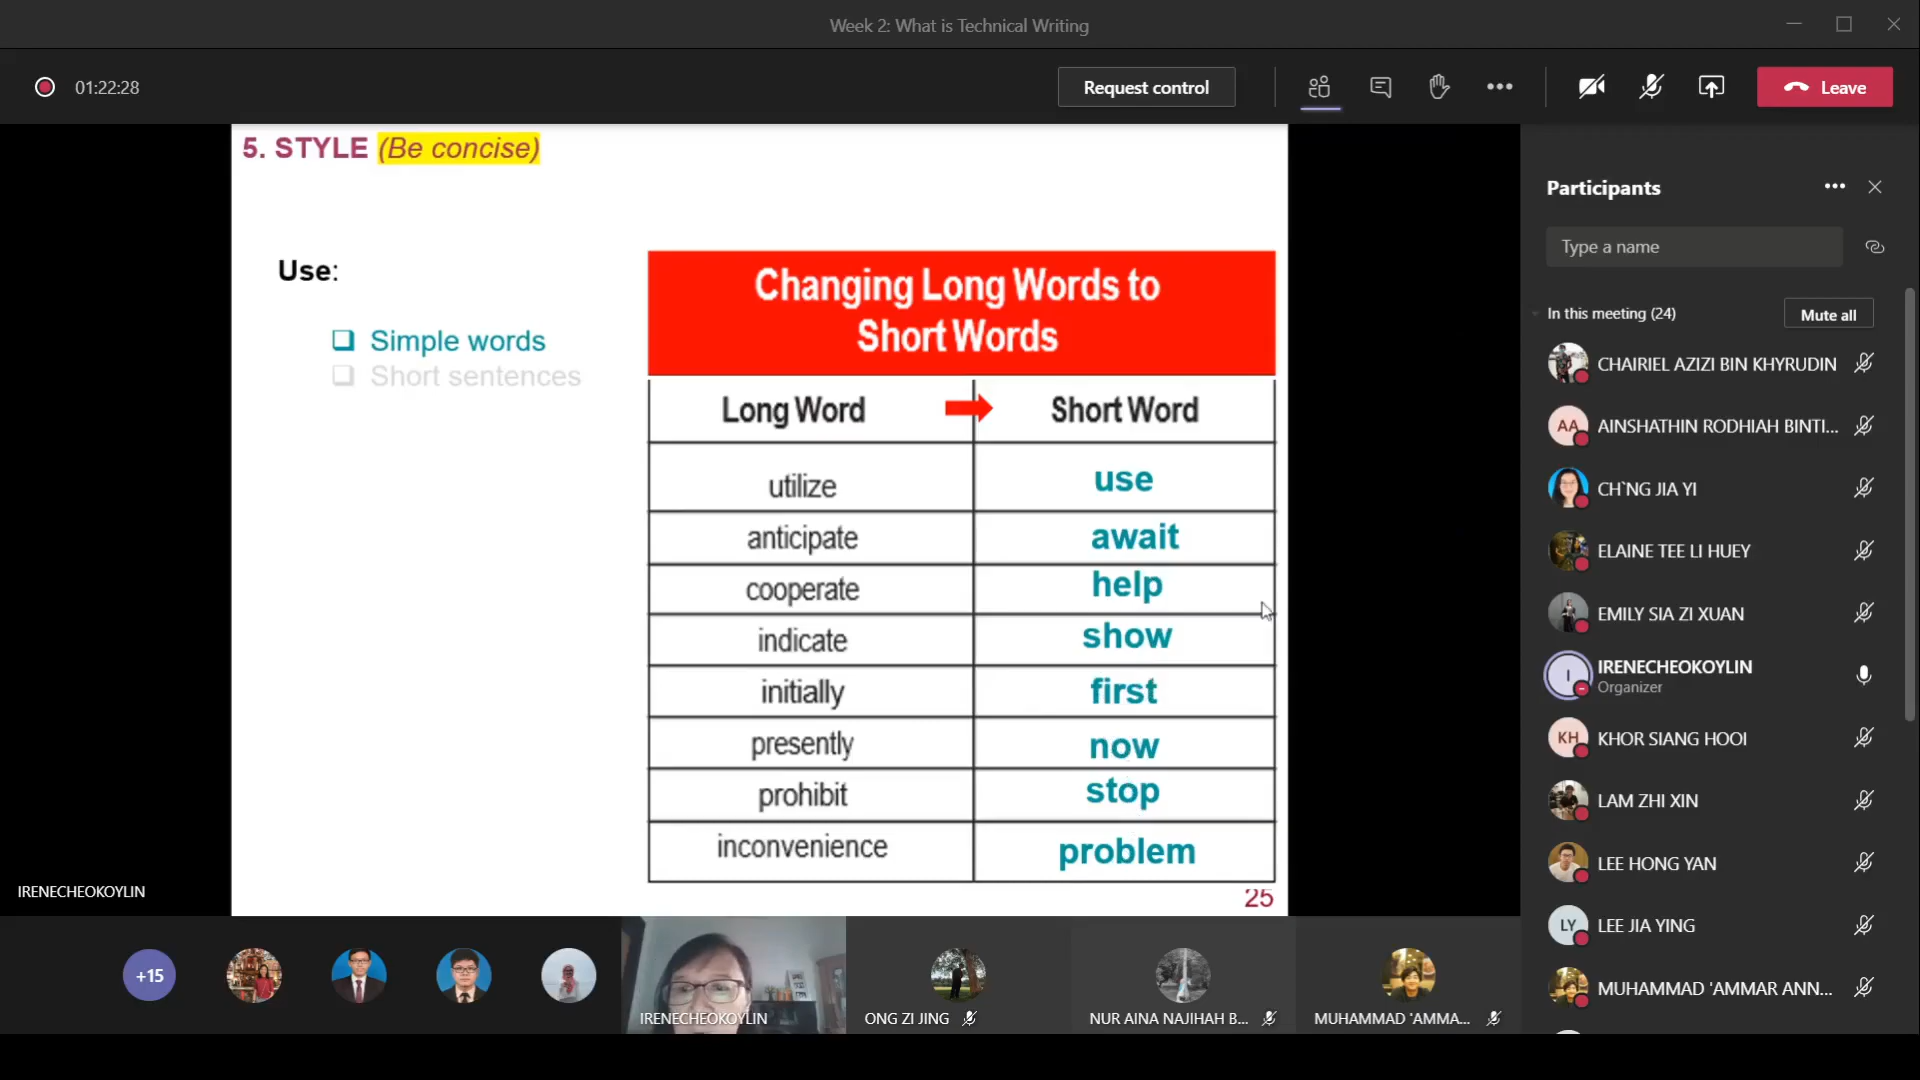 Week 2: What is Technical Writing
01:22:28
Request control
Leave
5. STYLE (Be concise)
Use:
Simple words
Short sentences
Changing Long Words to
Short Words
Long Word Short Word
utilize use
anticipate await
cooperate help
indicate show
initially first
presently now
prohibit stop
inconvenience problem
25
IRENECHEOKOYLIN
+15
IRENECHEOKOYLIN
ONG ZI JING
NUR AINA NAJIHAH B...
MUHAMMAD 'AMMA...
Participants
Type a name
In this meeting (24)
Mute all
CHAIRIEL AZIZI BIN KHYRUDIN
AA AINSHATHIN RODHIAH BINTI...
CH`NG JIA YI
ELAINE TEE LI HUEY
EMILY SIA ZI XUAN
I IRENECHEOKOYLIN
Organizer
KH KHOR SIANG HOOI
LAM ZHI XIN
LEE HONG YAN
LY LEE JIA YING
MUHAMMAD 'AMMAR ANN...